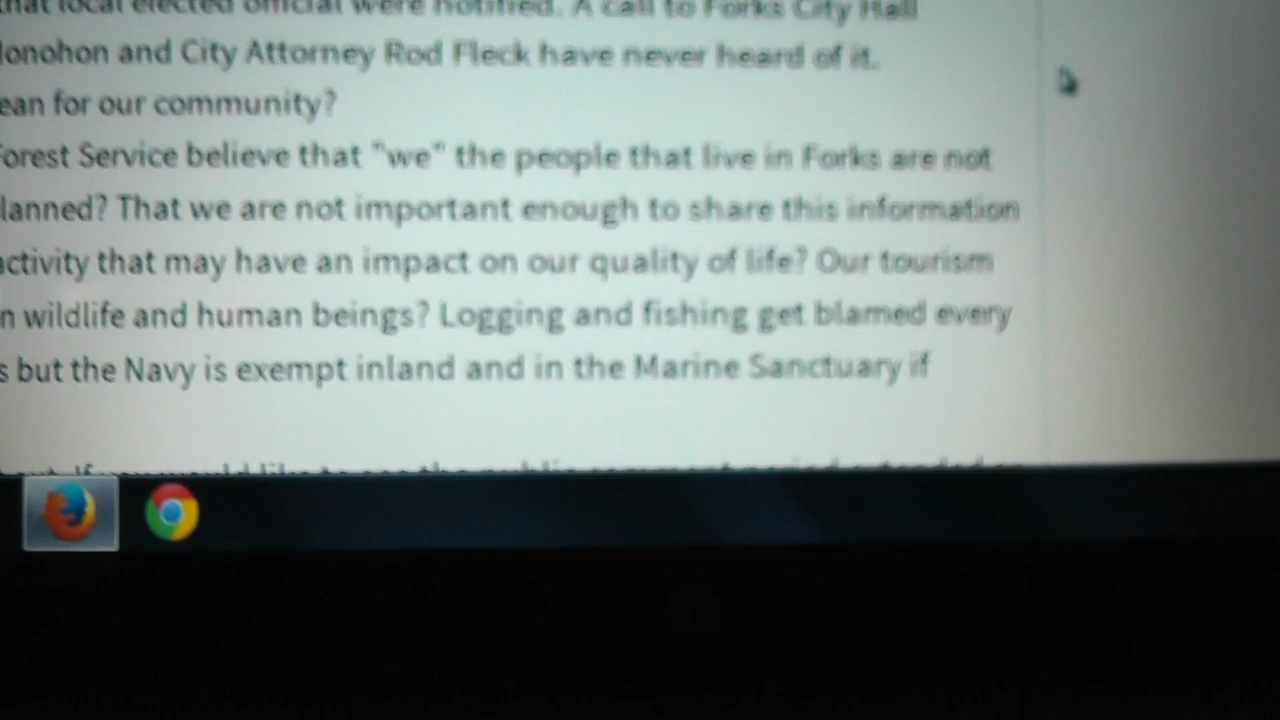 that local elected official were notified. A call to Forks City Hall
onohon and City Attorney Rod Fleck have never heard of it.
ean for our community?
Forest Service believe that "we" the people that live in Forks are not
lanned? That we are not important enough to share this information
activity that may have an impact on our quality of life? Our tourism
n wildlife and human beings? Logging and fishing get blamed every
s but the Navy is exempt inland and in the Marine Sanctuary if